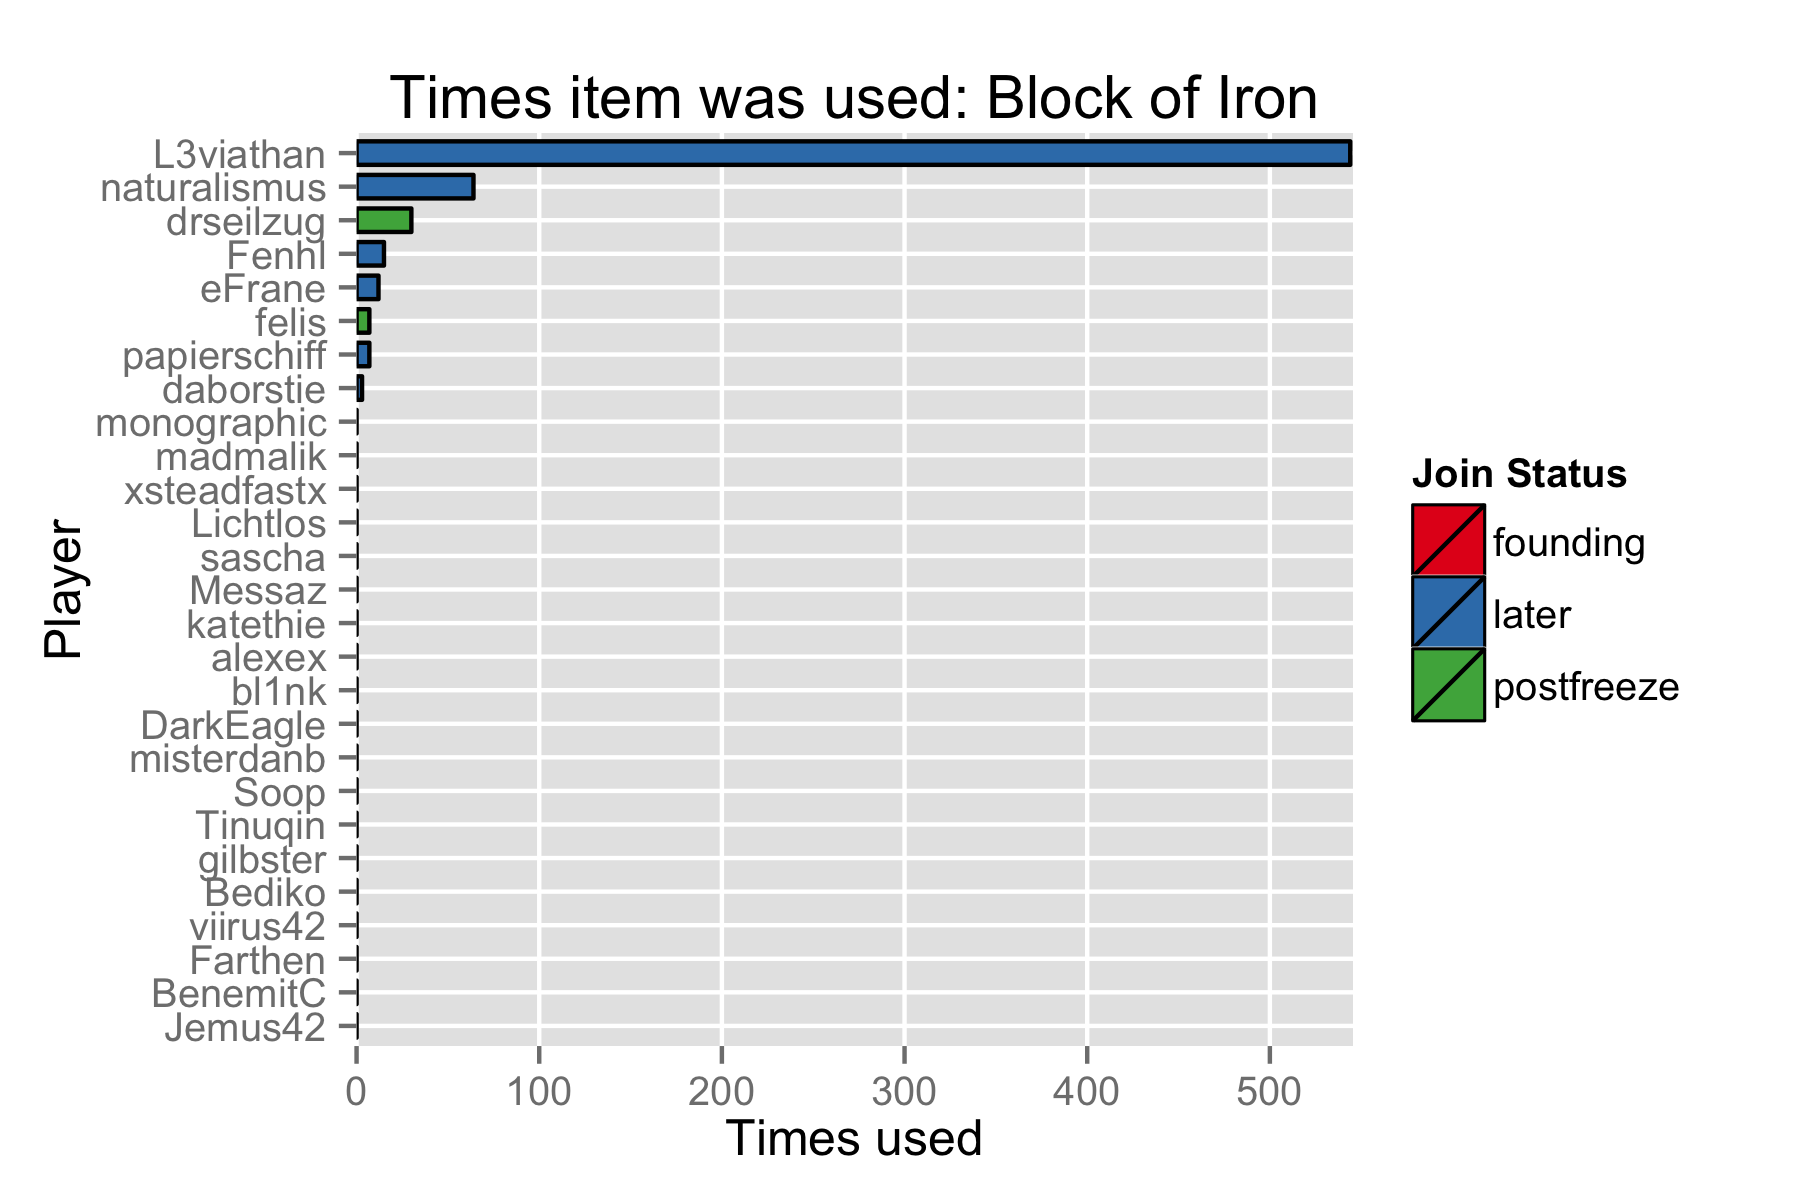 Times item was used: Block of Iron
L3viathan
naturalismus
drseilzug
Fenhl
eFrane
felis
papierschiff
daborstie
monographic
madmalik
xsteadfastx
Lichtlos
sascha
Messaz
katethie
alexex
bl1nk
DarkEagle
misterdanb
Soop
Tinuqin
gilbster
Bediko
viirus42
Farthen
BenemitC
Jemus42
Player
0 100 200 300 400 500
Times used
Join Status
founding
later
postfreeze